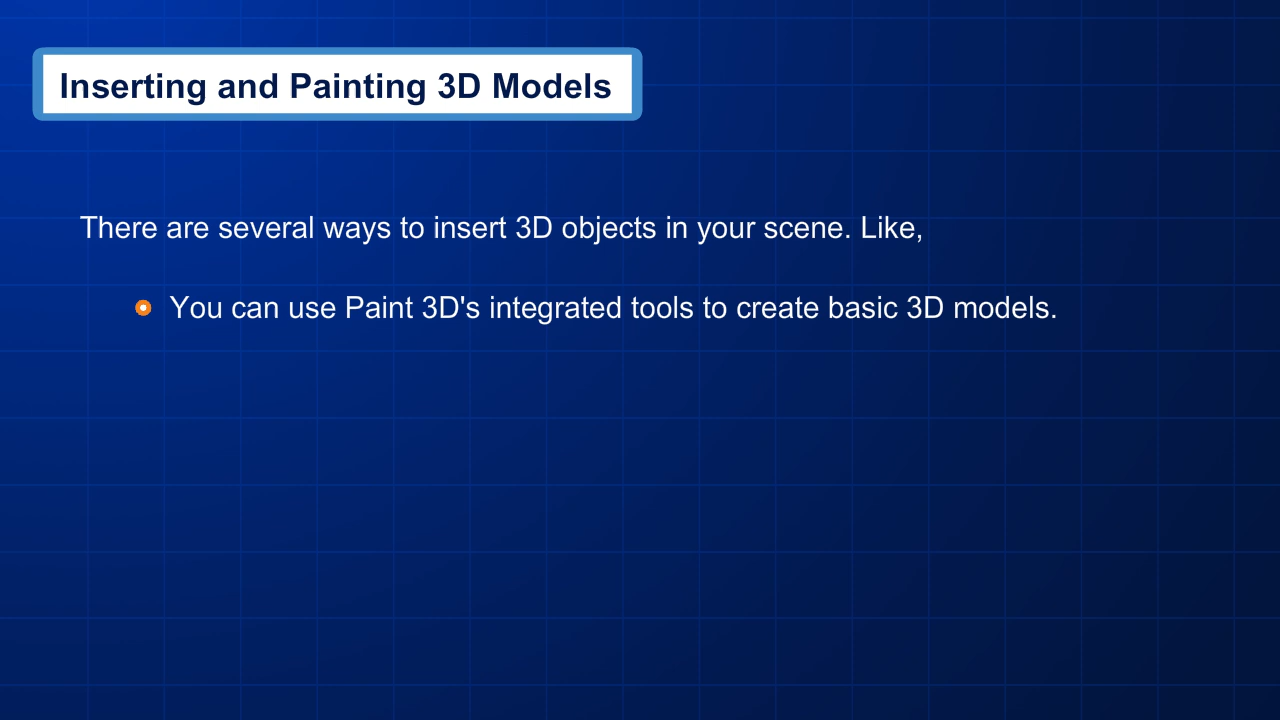 Inserting and Painting 3D Models
There are several ways to insert 3D objects in your scene. Like,
You can use Paint 3D's integrated tools to create basic 3D models.